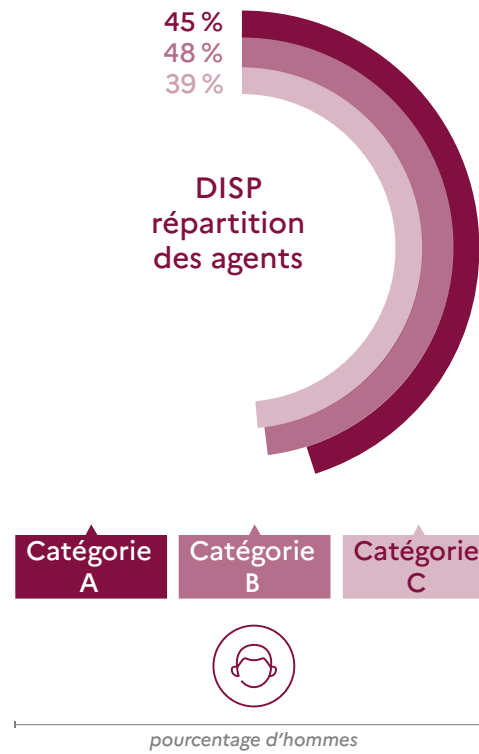 45 %
48 %
39 %
DISP
répartition
des agents
Catégorie
A
Catégorie
B
Catégorie
C
pourcentage d'hommes